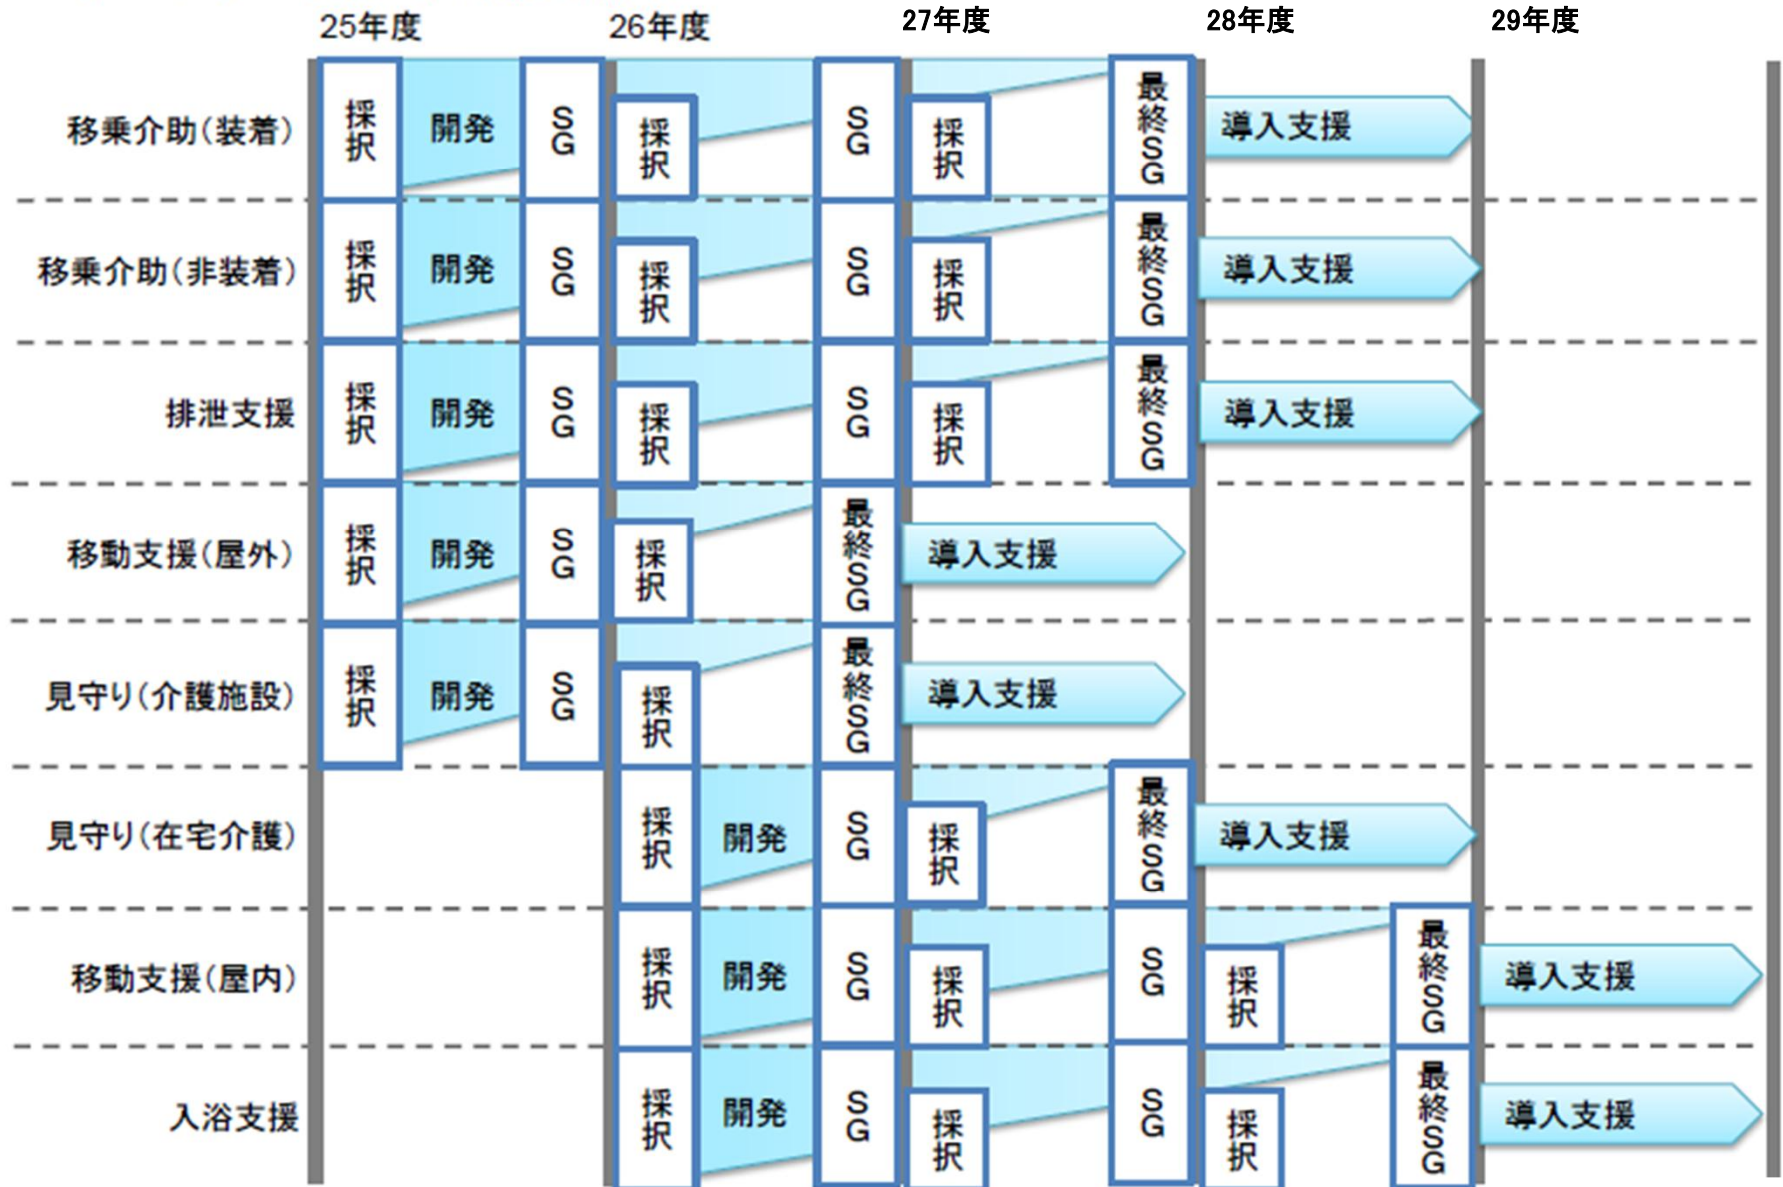 25年度 26年度 27年度 28年度 29年度
移乗介助(装着) 採択 開発 SG 採択 SG 採択 最終SG 導入支援
移乗介助(非装着) 採択 開発 SG 採択 SG 採択 最終SG 導入支援
排泄支援 採択 開発 SG 採択 SG 採択 最終SG 導入支援
移動支援(屋外) 採択 開発 SG 採択 最終SG 導入支援
見守り(介護施設) 採択 開発 SG 採択 最終SG 導入支援
見守り(在宅介護) 採択 開発 SG 採択 最終SG 導入支援
移動支援(屋内) 採択 開発 SG 採択 SG 採択 最終SG 導入支援
入浴支援 採択 開発 SG 採択 SG 採択 最終SG 導入支援